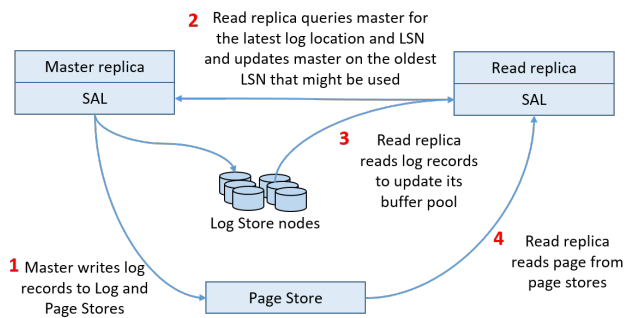 2 Read replica queries master for
the latest log location and LSN
and updates master on the oldest
LSN that might be used
Master replica
SAL
Read replica
SAL
3 Read replica
reads log records
to update its
buffer pool
Log Store nodes
1 Master writes log
records to Log and
Page Stores
Page Store
4 Read replica
reads page from
page stores